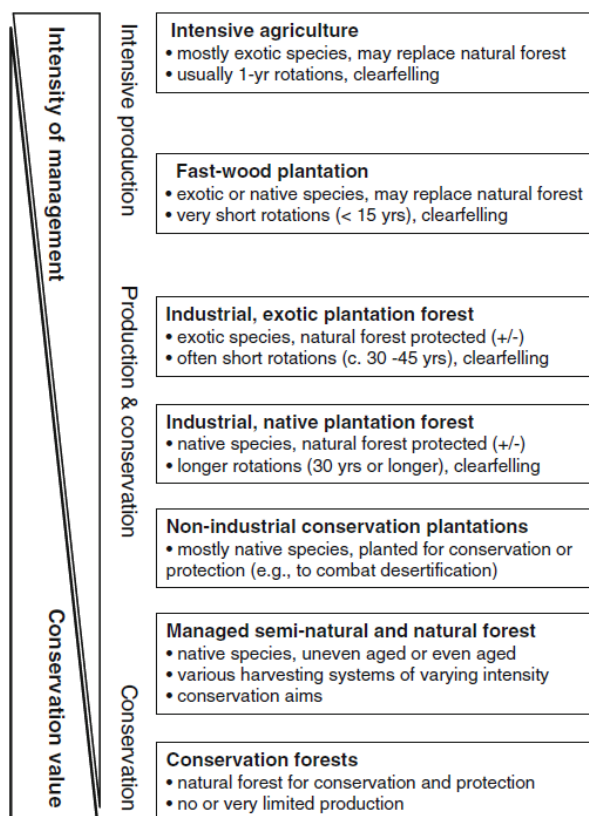 Intensity of management
Conservation value
Intensive production
Production & conservation
Conservation
Intensive agriculture
• mostly exotic species, may replace natural forest
• usually 1-yr rotations, clearfelling
Fast-wood plantation
• exotic or native species, may replace natural forest
• very short rotations (< 15 yrs), clearfelling
Industrial, exotic plantation forest
• exotic species, natural forest protected (+/-)
• often short rotations (c. 30 -45 yrs), clearfelling
Industrial, native plantation forest
• native species, natural forest protected (+/-)
• longer rotations (30 yrs or longer), clearfelling
Non-industrial conservation plantations
• mostly native species, planted for conservation or
protection (e.g., to combat desertification)
Managed semi-natural and natural forest
• native species, uneven aged or even aged
• various harvesting systems of varying intensity
• conservation aims
Conservation forests
• natural forest for conservation and protection
• no or very limited production